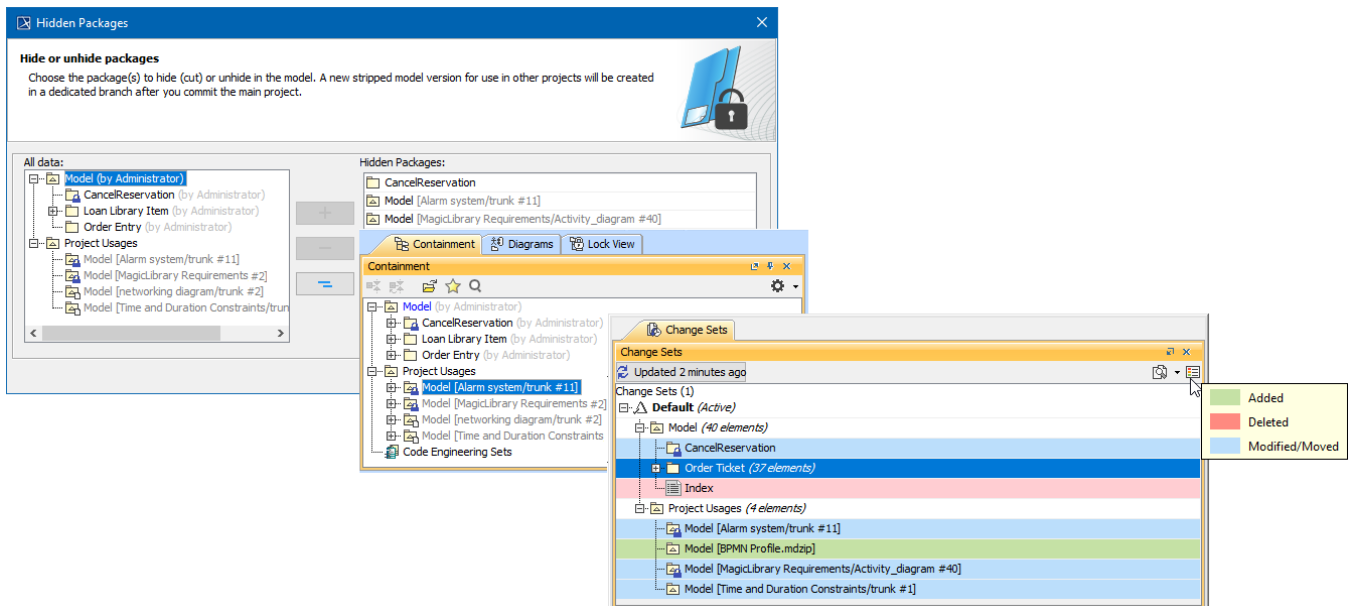 Hidden Packages
Hide or unhide packages
Choose the package(s) to hide (cut) or unhide in the model. A new stripped model version for use in other projects will be created
in a dedicated branch after you commit the main project.
All data:
Model (by Administrator)
CancelReservation (by Administrator)
Loan Library Item (by Administrator)
Order Entry (by Administrator)
Project Usages
Model [Alarm system/trunk #11]
Model [MagicLibrary Requirements #2]
Model [networking diagram/trunk #2]
Model [Time and Duration Constraints/trun
Hidden Packages:
CancelReservation
Model [Alarm system/trunk #11]
Model [MagicLibrary Requirements/Activity_diagram #40]
Containment
Diagrams
Lock View
Containment
Model (by Administrator)
CancelReservation (by Administrator)
Loan Library Item (by Administrator)
Order Entry (by Administrator)
Project Usages
Model [Alarm system/trunk #11]
Model [MagicLibrary Requirements #2]
Model [networking diagram/trunk #2]
Model [Time and Duration Constraints
Code Engineering Sets
Change Sets
Change Sets
Updated 2 minutes ago
Change Sets (1)
Default (Active)
Model (40 elements)
CancelReservation
Order Ticket (37 elements)
Index
Project Usages (4 elements)
Model [Alarm system/trunk #11]
Model [BPMN Profile.mdzip]
Model [MagicLibrary Requirements/Activity_diagram #40]
Model [Time and Duration Constraints/trunk #1]
Added
Deleted
Modified/Moved